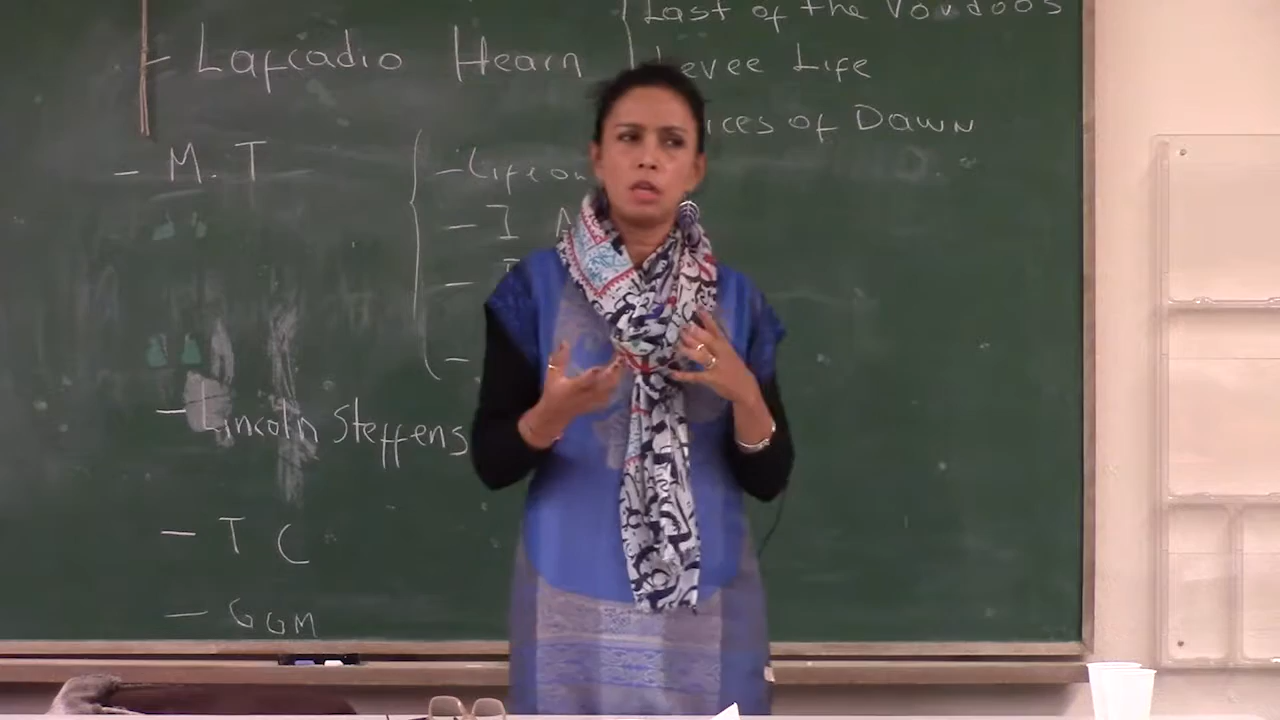 Last of the Voudoos
- Lafcadio Hearn
Levee Life
ices of Dawn
- M. T
- Life on
- I
- Lincoln Steffens
- T C
- GGM